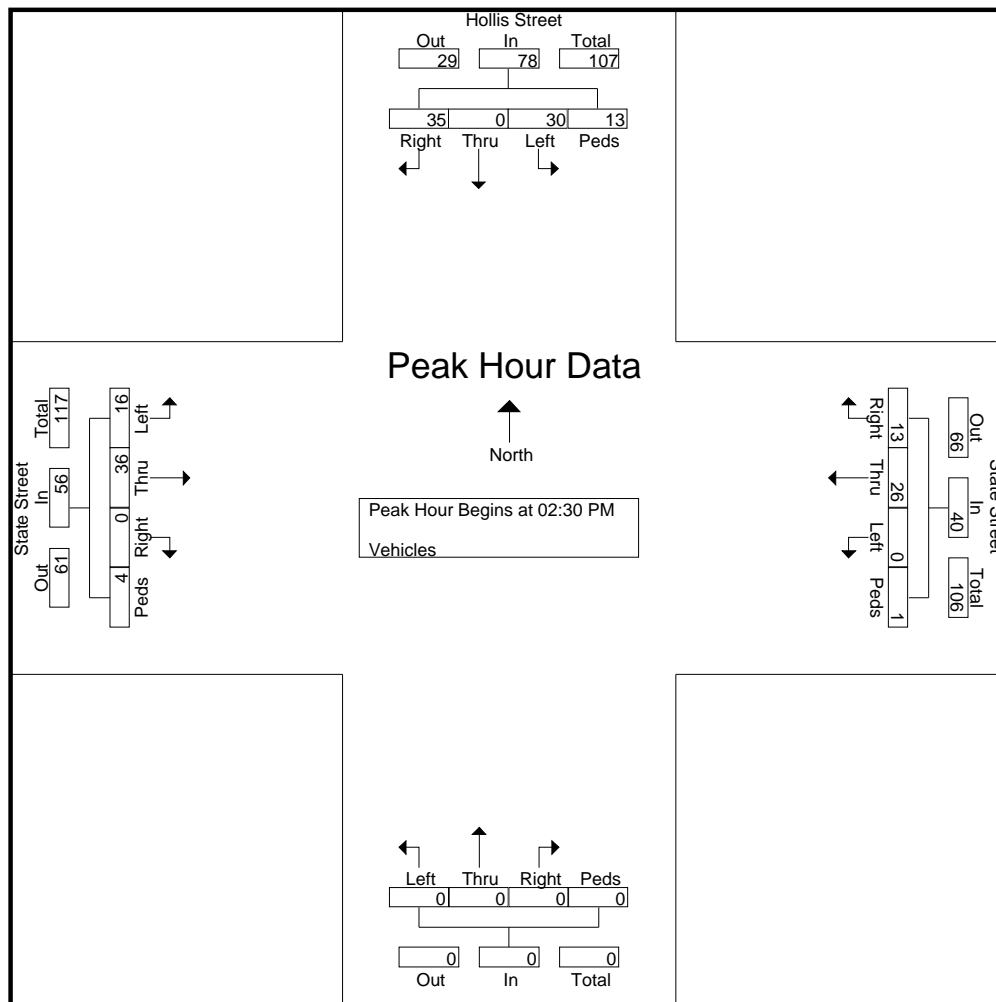 Hollis Street
Out In Total
29 78 107
35 0 30 13
Right Thru Left Peds
Peak Hour Data
North
Peak Hour Begins at 02:30 PM
Vehicles
State Street
Out In Total
61 56 117
Left Thru Right Peds
16 36 0 4
State Street
Out In Total
66 40 106
Right Thru Left Peds
13 26 0 1
Left Thru Right Peds
0 0 0 0
0 0 0
Out In Total